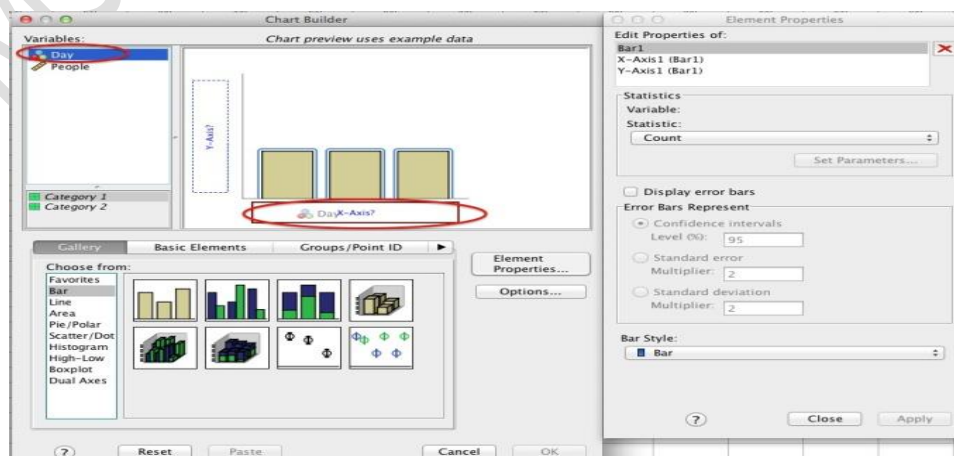 Chart Builder
Variables:
Chart preview uses example data
Day
People
Y-Axis?
DayX-Axis?
Category 1
Category 2
Gallery
Basic Elements
Groups/Point ID
Choose from:
Favorites
Bar
Line
Area
Pie/Polar
Scatter/Dot
Histogram
High-Low
Boxplot
Dual Axes
Element
Properties...
Options...
?
Reset
Paste
Cancel
OK
Element Properties
Edit Properties of:
Bar1
X-Axis1 (Bar1)
Y-Axis1 (Bar1)
Statistics
Variable:
Statistic:
Count
Set Parameters...
Display error bars
Error Bars Represent
Confidence intervals
Level (%): 95
Standard error
Multiplier: 2
Standard deviation
Multiplier: 2
Bar Style:
Bar
?
Close
Apply